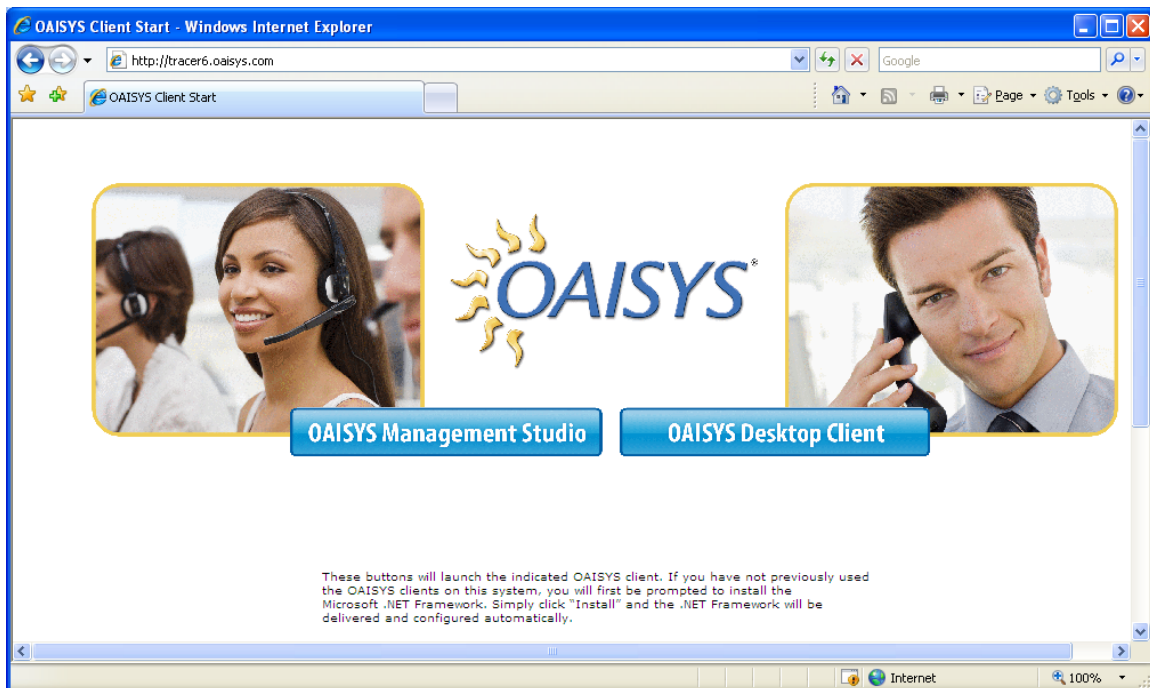 OAISYS Client Start - Windows Internet Explorer
http://tracer6.oaisys.com
Google
OAISYS Client Start
Page
Tools
OAISYS®
OAISYS Management Studio
OAISYS Desktop Client
These buttons will launch the indicated OAISYS client. If you have not previously used
the OAISYS clients on this system, you will first be prompted to install the
Microsoft .NET Framework. Simply click "Install" and the .NET Framework will be
delivered and configured automatically.
Internet
100%